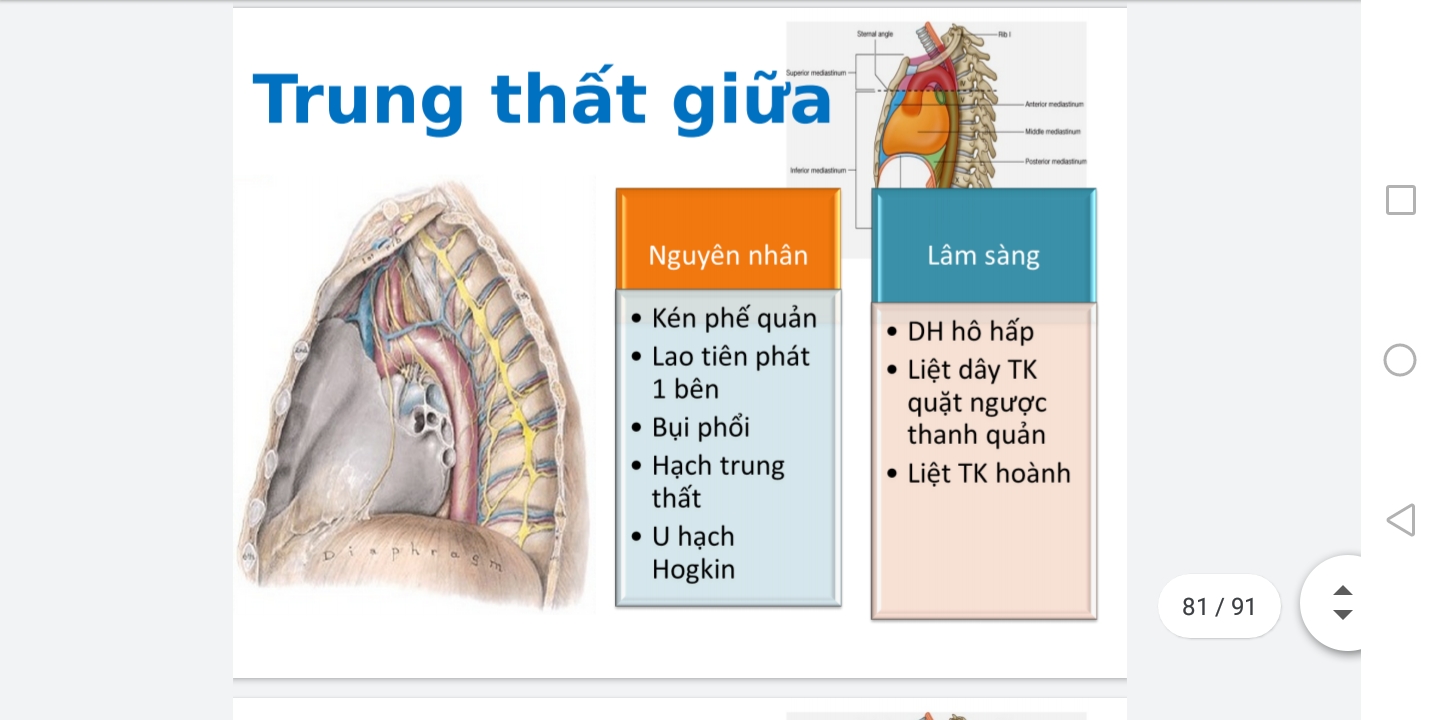 Trung thất giữa
Sternal angle
Rib I
Superior mediastinum
Anterior mediastinum
Middle mediastinum
Posterior mediastinum
Inferior mediastinum
Nguyên nhân
• Kén phế quản
• Lao tiên phát
1 bên
• Bụi phổi
• Hạch trung
thất
• U hạch
Hogkin
Lâm sàng
• DH hô hấp
• Liệt dây TK
quặt ngược
thanh quản
• Liệt TK hoành
Diaphragm
81 / 91